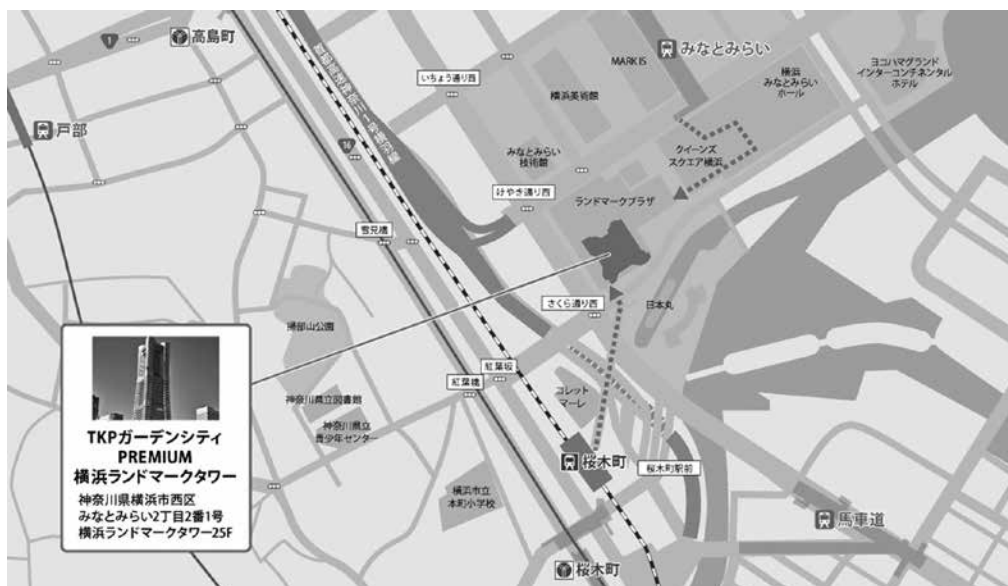 1
高島町
みなとみらい
いちょう通り西
MARK IS
横浜美術館
横浜
みなとみらい
ホール
ヨコハマグランド
インターコンチネンタル
ホテル
戸部
16
みなとみらい
技術館
クイーンズ
スクエア横浜
けやき通り西
ランドマークプラザ
雪見橋
さくら通り西
日本丸
掃部山公園
紅葉坂
紅葉橋
コレット
マーレ
神奈川県立図書館
神奈川県立
青少年センター
桜木町
桜木町駅前
横浜市立
本町小学校
馬車道
桜木町
TKPガーデンシティ
PREMIUM
横浜ランドマークタワー
神奈川県横浜市西区
みなとみらい2丁目2番1号
横浜ランドマークタワー25F